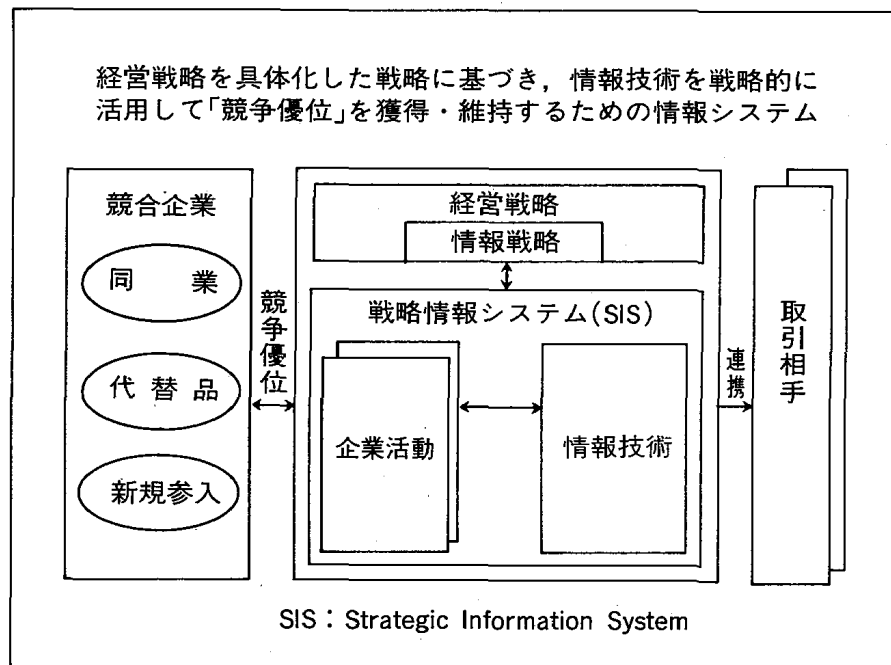 経営戦略を具体化した戦略に基づき，情報技術を戦略的に
活用して「競争優位」を獲得・維持するための情報システム
競合企業
同　業
代替品
新規参入
競争優位
経営戦略
情報戦略
戦略情報システム(SIS)
企業活動
情報技術
連携
取引相手
SIS：Strategic Information System